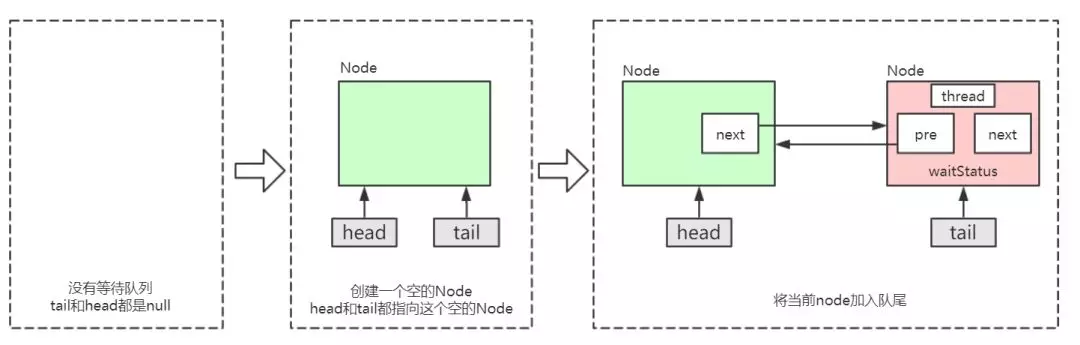 没有等待队列
tail和head都是null
Node
head
tail
创建一个空的Node
head和tail都指向这个空的Node
Node
next
head
Node
thread
pre
next
waitStatus
tail
将当前node加入队尾